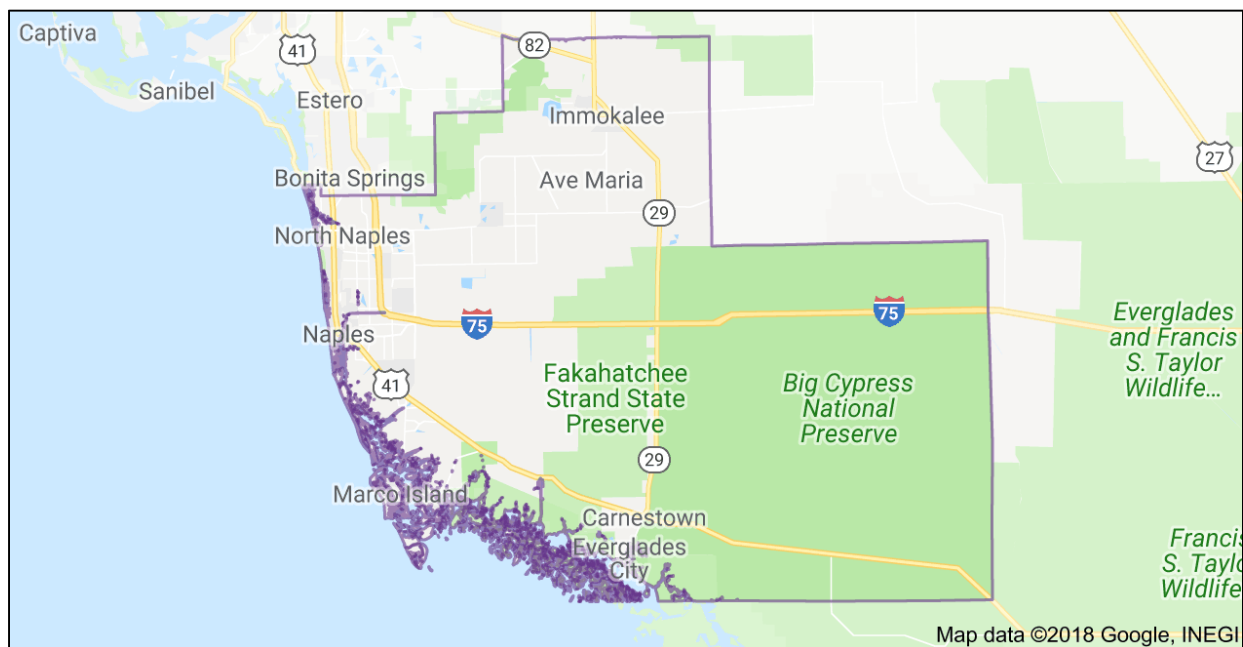 Captiva
41
82
Sanibel
Estero
Immokalee
27
Bonita Springs
Ave Maria
29
North Naples
75
75
Naples
Everglades
and Francis
S. Taylor
Wildlife…
41
Fakahatchee
Strand State
Preserve
Big Cypress
National
Preserve
29
Marco Island
Carnestown
Everglades
City
Francis
S. Taylo
Wildlife
Map data ©2018 Google, INEGI